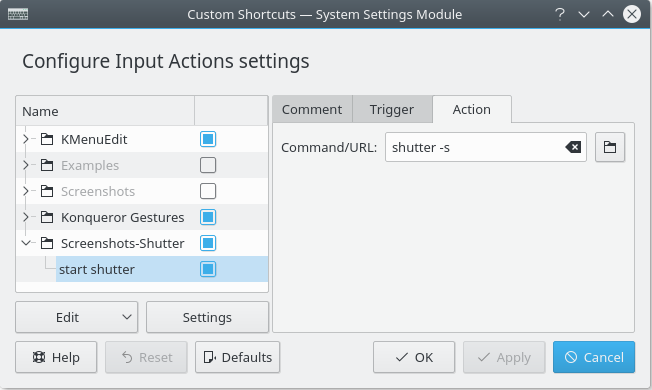 Custom Shortcuts — System Settings Module
Configure Input Actions settings
Name
KMenuEdit
Examples
Screenshots
Konqueror Gestures
Screenshots-Shutter
start shutter
Edit
Settings
Comment
Trigger
Action
Command/URL:
shutter -s
Help
Reset
Defaults
OK
Apply
Cancel